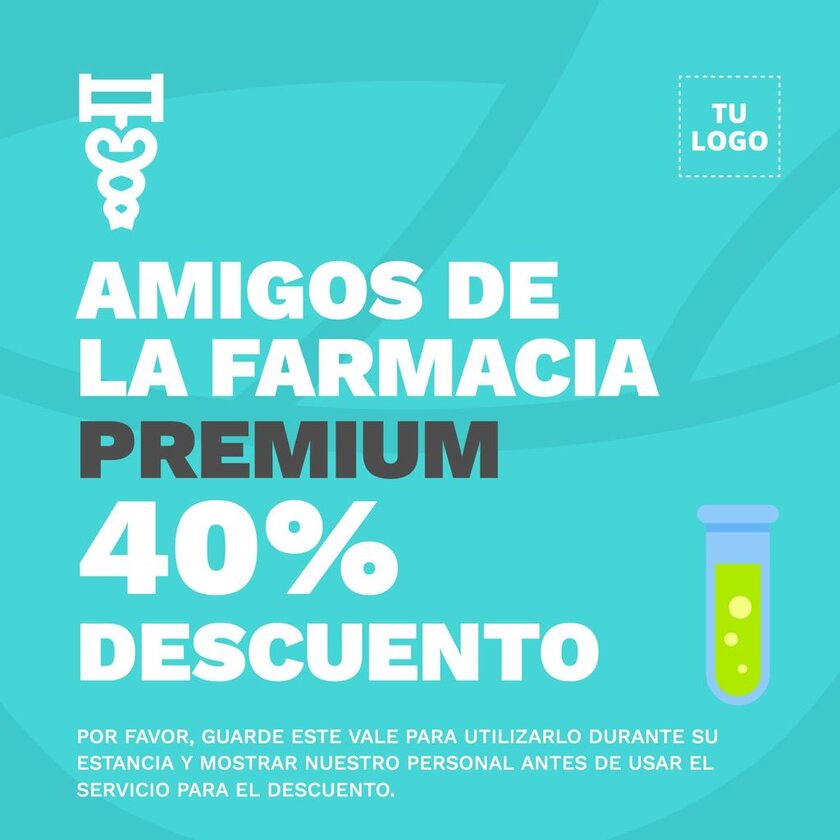 TU
LOGO
AMIGOS DE
LA FARMACIA
PREMIUM
40%
DESCUENTO
POR FAVOR, GUARDE ESTE VALE PARA UTILIZARLO DURANTE SU
ESTANCIA Y MOSTRAR NUESTRO PERSONAL ANTES DE USAR EL
SERVICIO PARA EL DESCUENTO.